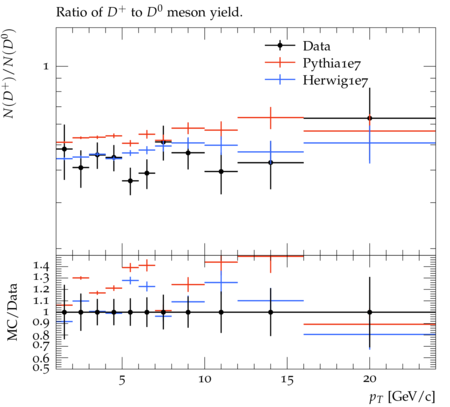 Ratio of D⁺ to D⁰ meson yield.
N(D⁺)/N(D⁰)
1
Data
Pythia1e7
Herwig1e7
MC/Data
1.4
1.3
1.2
1.1
1
0.9
0.8
0.7
0.6
0.5
5 10 15 20
p_T [GeV/c]